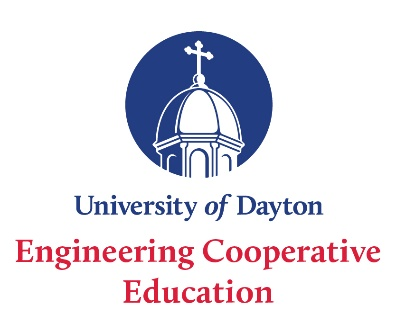 University of Dayton
Engineering Cooperative
Education